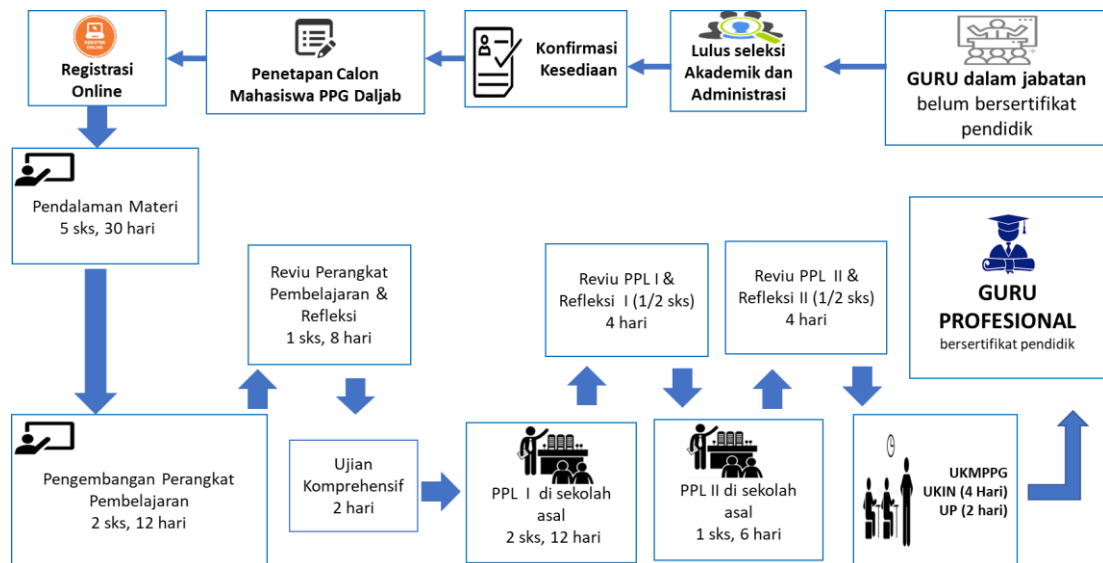 GURU dalam jabatan
belum bersertifikat
pendidik
Lulus seleksi
Akademik dan
Administrasi
Konfirmasi
Kesediaan
Penetapan Calon
Mahasiswa PPG Daljab
REGISTER
ONLINE
Registrasi
Online
Pendalaman Materi
5 sks, 30 hari
Pengembangan Perangkat
Pembelajaran
2 sks, 12 hari
Reviu Perangkat
Pembelajaran &
Refleksi
1 sks, 8 hari
Ujian
Komprehensif
2 hari
PPL I di sekolah
asal
2 sks, 12 hari
Reviu PPL I &
Refleksi I (1/2 sks)
4 hari
PPL II di sekolah
asal
1 sks, 6 hari
Reviu PPL II &
Refleksi II (1/2 sks)
4 hari
UKMPPG
UKIN (4 Hari)
UP (2 hari)
GURU
PROFESIONAL
bersertifikat pendidik